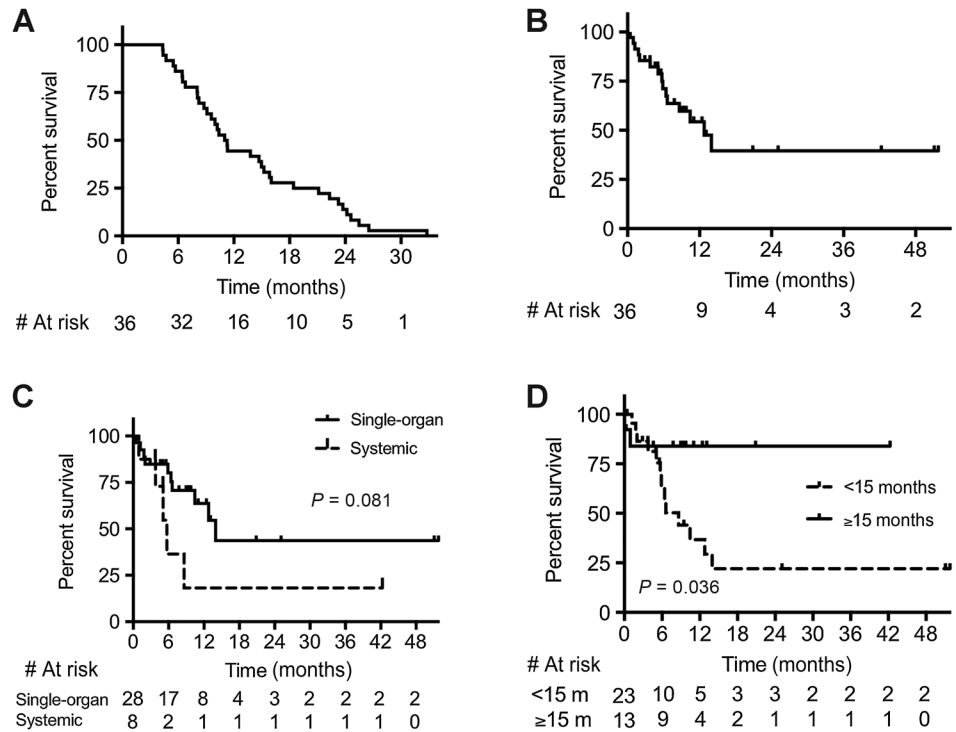 A
100
75
50
25
0
Percent survival
0 6 12 18 24 30
Time (months)
# At risk 36 32 16 10 5 1
B
100
75
50
25
0
Percent survival
0 12 24 36 48
Time (months)
# At risk 36 9 4 3 2
C
Single-organ
Systemic
P = 0.081
100
75
50
25
0
Percent survival
0 6 12 18 24 30 36 42 48
# At risk Time (months)
Single-organ 28 17 8 4 3 2 2 2 2
Systemic 8 2 1 1 1 1 1 1 0
D
100
75
50
25
0
Percent survival
<15 months
≥15 months
P = 0.036
0 6 12 18 24 30 36 42 48
# At risk Time (months)
<15 m 23 10 5 3 3 2 2 2 2
≥15 m 13 9 4 2 1 1 1 1 0